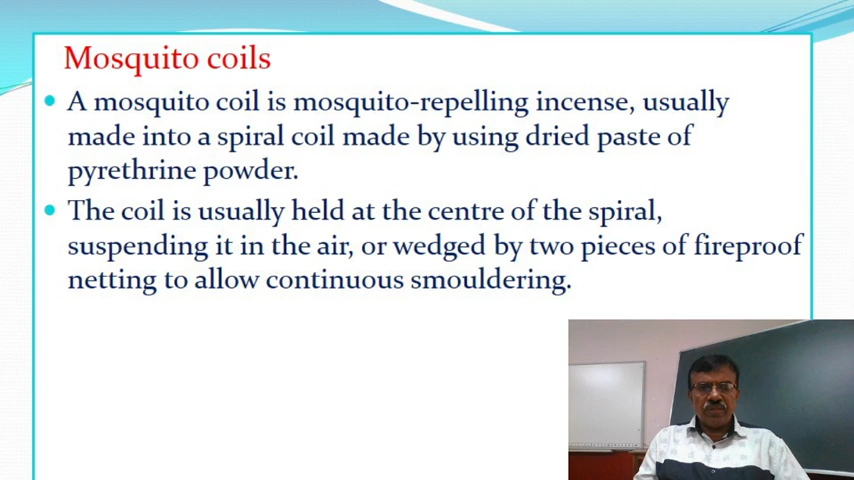 Mosquito coils
A mosquito coil is mosquito-repelling incense, usually
made into a spiral coil made by using dried paste of
pyrethrine powder.
The coil is usually held at the centre of the spiral,
suspending it in the air, or wedged by two pieces of fireproof
netting to allow continuous smouldering.